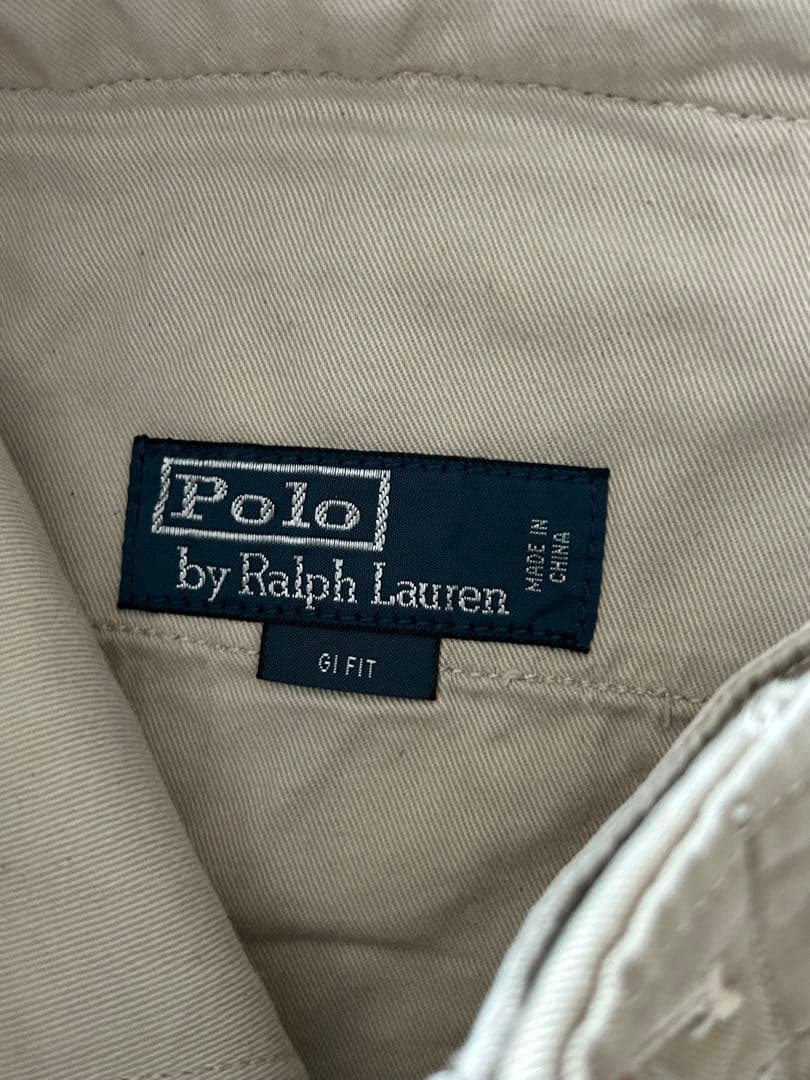 Polo
by Ralph Lauren
MADE IN
CHINA
GI FIT